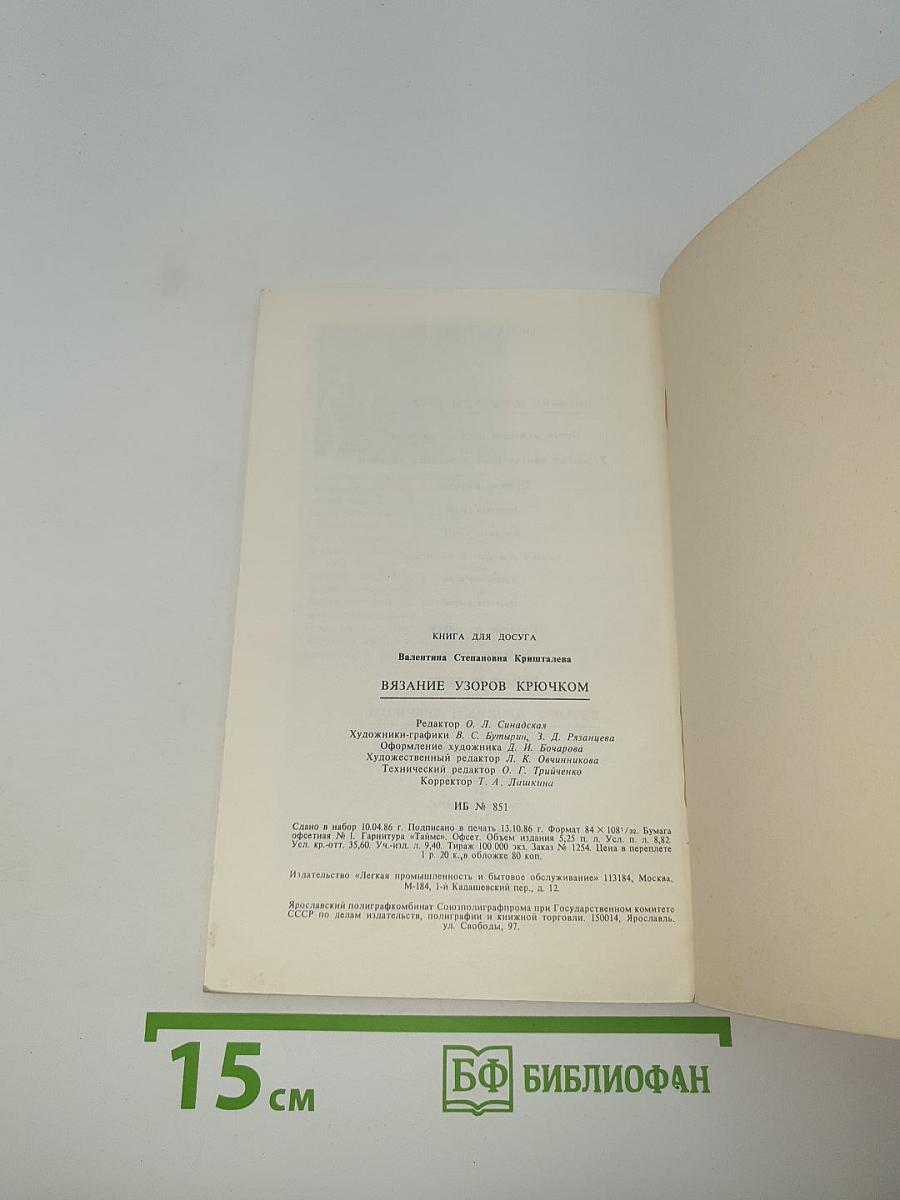 КНИГА ДЛЯ ДОСУГА
Валентина Степановна Кришталева
ВЯЗАНИЕ УЗОРОВ КРЮЧКОМ
Редактор О. Л. Синадская
Художники-графики В. С. Бутырин, З. Д. Рязанцева
Оформление художника Д. И. Бочарова
Художественный редактор Л. К. Овчинникова
Технический редактор О. Г. Трийченко
Корректор Т. А. Лашкина
ИБ № 851
Сдано в набор 10.04.86 г. Подписано в печать 13.10.86 г. Формат 84×108¹/₃₂. Бумага
офсетная № 1. Гарнитура «Таймс». Офсет. Объем издания 5,25 п. л. Усл. п. л. 8,82.
Усл. кр.-отт. 35,60. Уч.-изд. л. 9,40. Тираж 100 000 экз. Заказ № 1254. Цена в переплете
1 р. 20 к., в обложке 80 коп.
Издательство «Легкая промышленность и бытовое обслуживание» 113184, Москва,
М-184, 1-й Кадашевский пер., д. 12.
Ярославский полиграфкомбинат Союзполиграфпрома при Государственном комитете
СССР по делам издательств, полиграфии и книжной торговли. 150014, Ярославль,
ул. Свободы, 97.
15 см
БФ БИБЛИОФАН